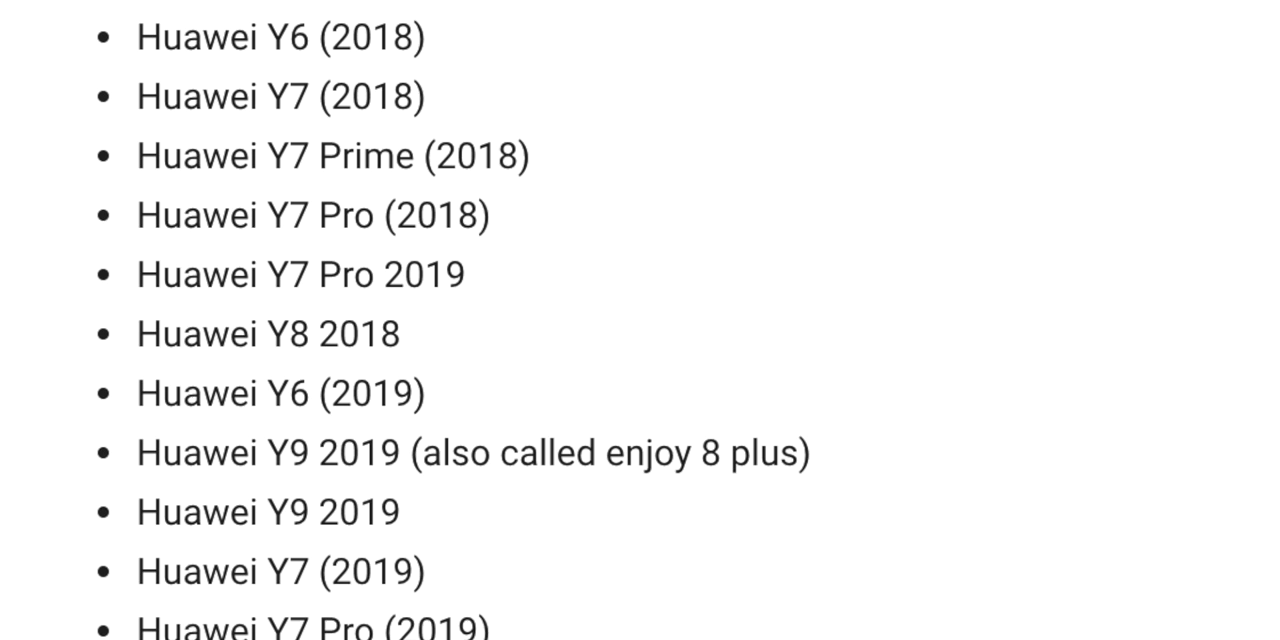 • Huawei Y6 (2018)
• Huawei Y7 (2018)
• Huawei Y7 Prime (2018)
• Huawei Y7 Pro (2018)
• Huawei Y7 Pro 2019
• Huawei Y8 2018
• Huawei Y6 (2019)
• Huawei Y9 2019 (also called enjoy 8 plus)
• Huawei Y9 2019
• Huawei Y7 (2019)
• Huawei Y7 Pro (2019)